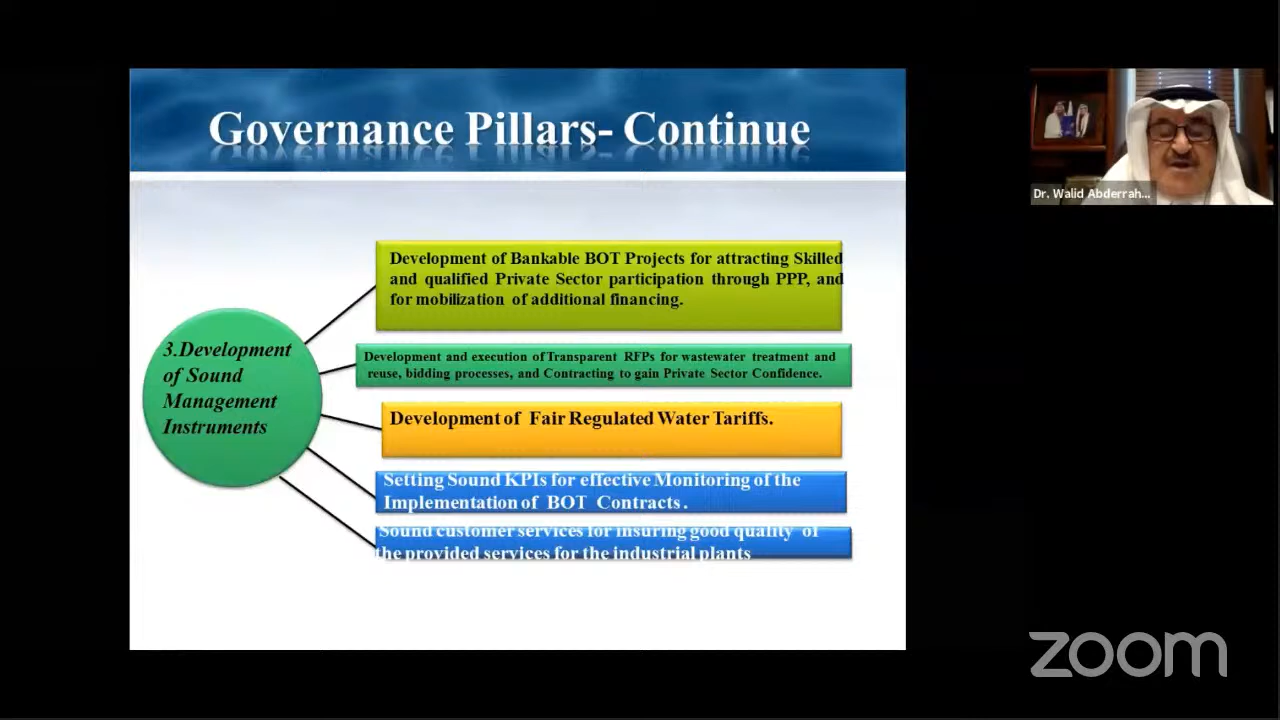 Governance Pillars- Continue
Development of Bankable BOT Projects for attracting Skilled
and qualified Private Sector participation through PPP, and
for mobilization of additional financing.
3.Development
of Sound
Management
Instruments
Development and execution of Transparent RFPs for wastewater treatment and
reuse, bidding processes, and Contracting to gain Private Sector Confidence.
Development of Fair Regulated Water Tariffs.
Setting Sound KPIs for effective Monitoring of the
Implementation of BOT Contracts.
Sound customer services for insuring good quality of
the provided services for the industrial plants
Dr. Walid Abderrah...
zoom